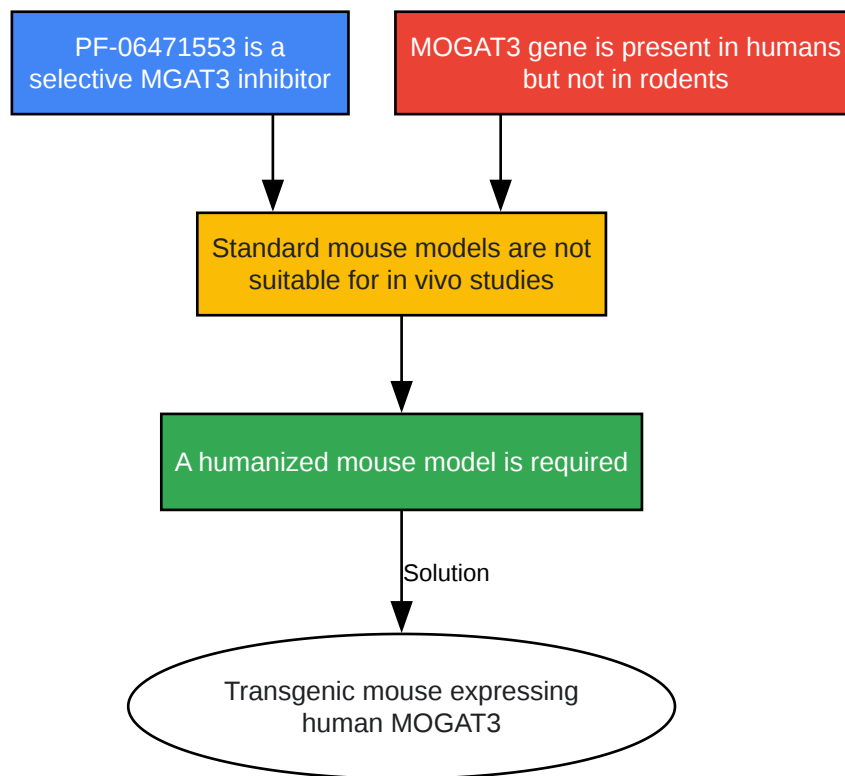 PF-06471553 is a
selective MGAT3 inhibitor
MOGAT3 gene is present in humans
but not in rodents
Standard mouse models are not
suitable for in vivo studies
A humanized mouse model is required
Solution
Transgenic mouse expressing
human MOGAT3